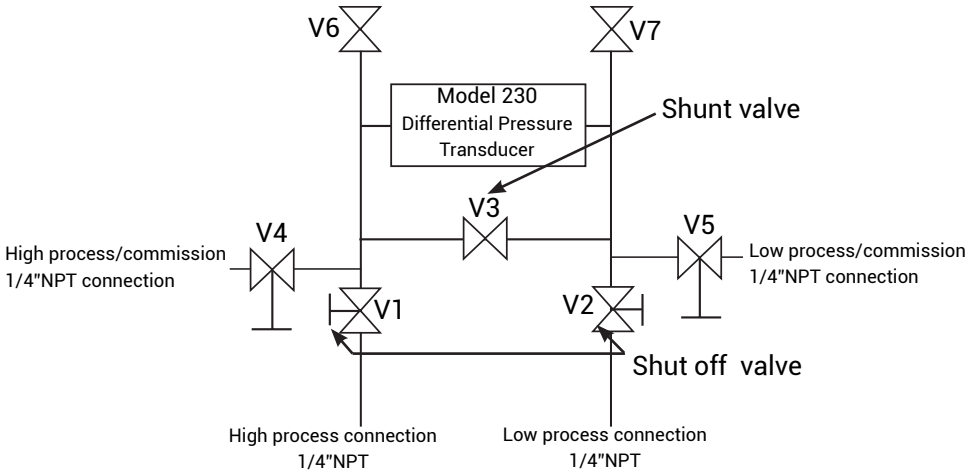 V6
V7
Model 230
Differential Pressure
Transducer
Shunt valve
V3
V4
V5
High process/commission
1/4"NPT connection
Low process/commission
1/4"NPT connection
V1
V2
Shut off valve
High process connection
1/4"NPT
Low process connection
1/4"NPT